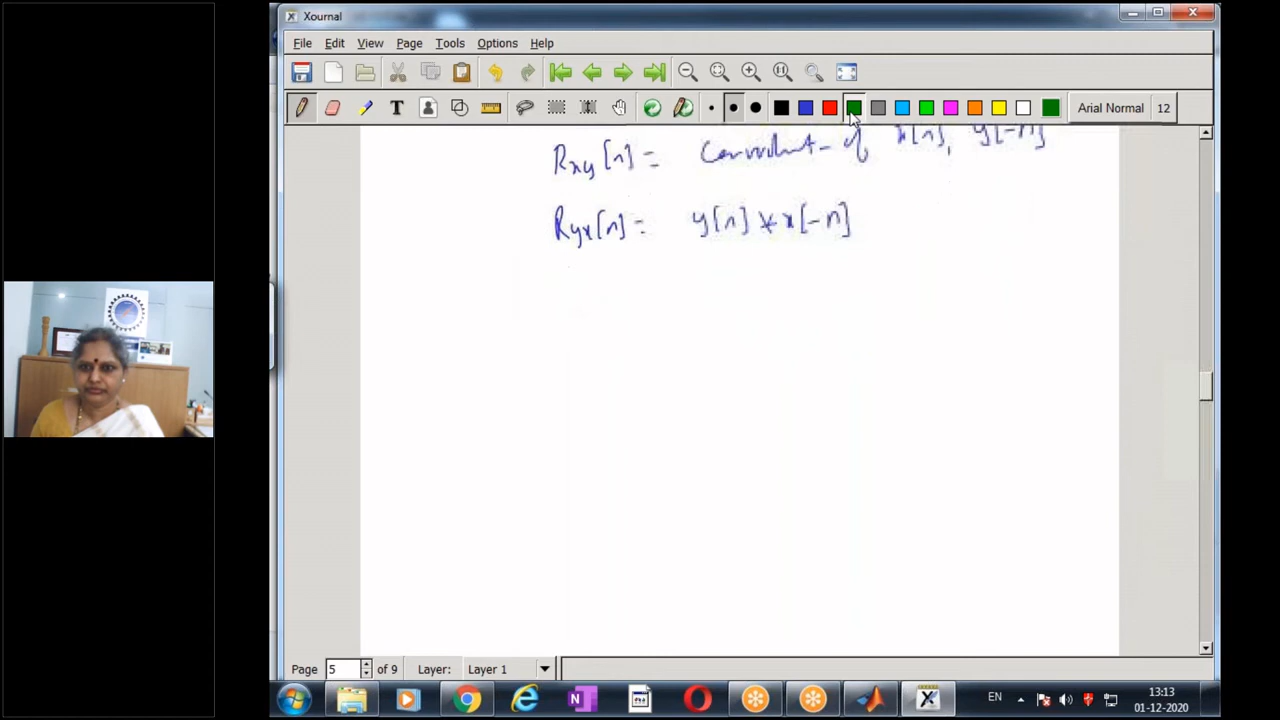 Xournal
File Edit View Page Tools Options Help
Arial Normal 12
Rxy[n] = of x[n], y[-n]
Ryx[n] = y[n] * x[-n]
Page 5 of 9 Layer: Layer 1
EN 13:13
01-12-2020